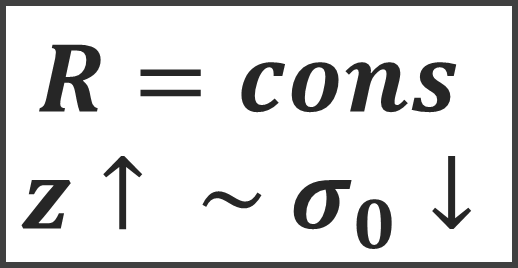 R = cons
z ↑ ~ σ₀ ↓